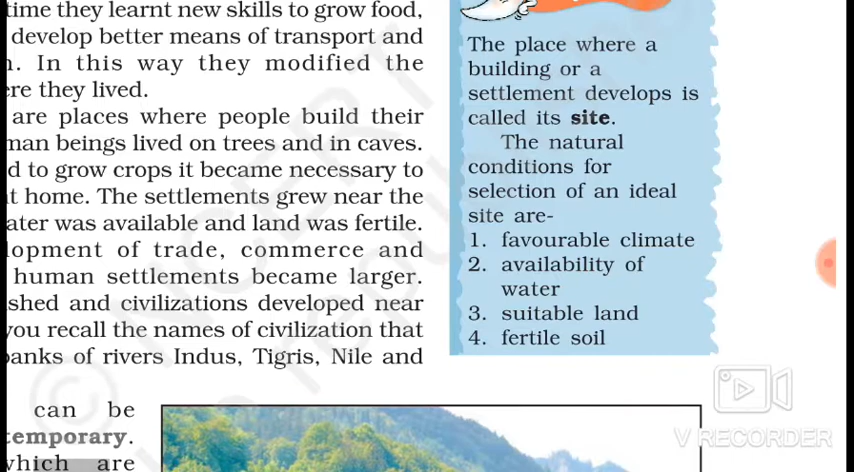 time they learnt new skills to grow food,
develop better means of transport and
n. In this way they modified the
ere they lived.
are places where people build their
man beings lived on trees and in caves.
d to grow crops it became necessary to
t home. The settlements grew near the
ater was available and land was fertile.
lopment of trade, commerce and
human settlements became larger.
shed and civilizations developed near
you recall the names of civilization that
banks of rivers Indus, Tigris, Nile and
can be
temporary.
which are
The place where a
building or a
settlement develops is
called its site.
The natural
conditions for
selection of an ideal
site are-
1. favourable climate
2. availability of
water
3. suitable land
4. fertile soil
© NCERT
republished
V RECORDER